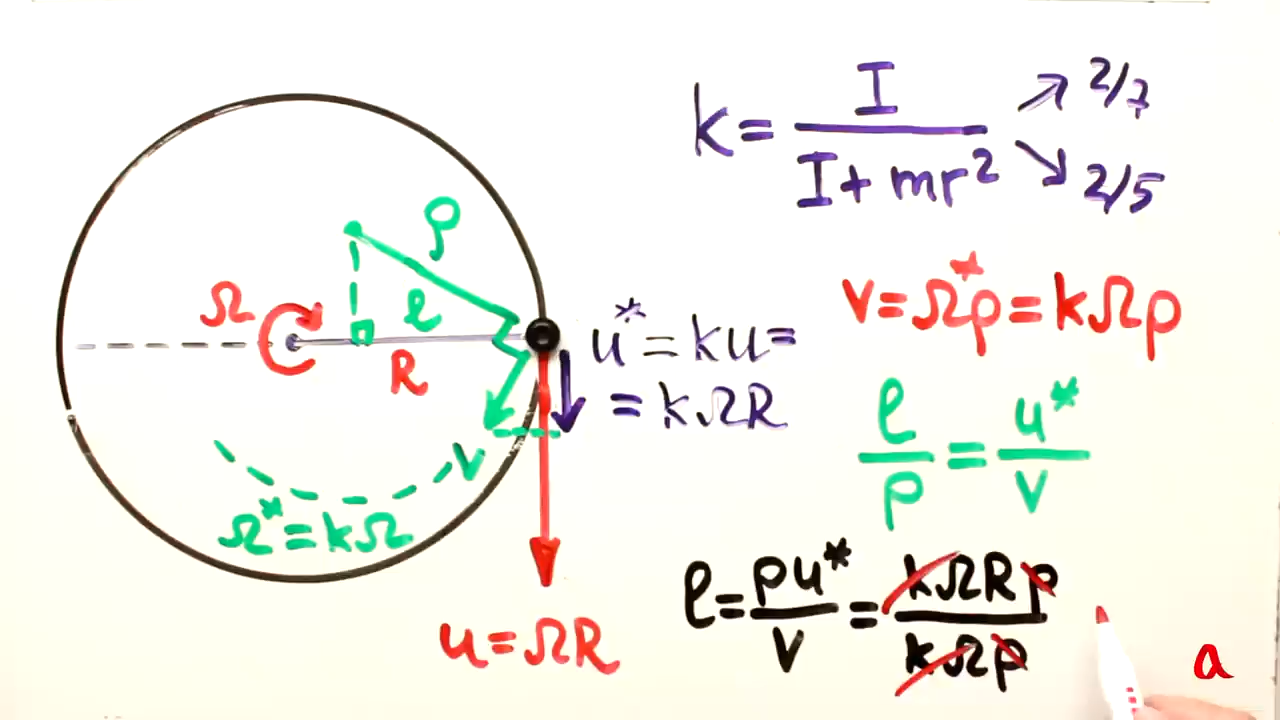 k = I / (I + mr²) ↗ 2/7 ↘ 2/5
ρ
Ω
ℓ
R
u* = ku =
= kΩR
v = Ω*ρ = kΩρ
ℓ/ρ = u*/v
v
Ω* = kΩ
u = ΩR
ℓ = ρu*/v = kΩRρ / kΩρ
a